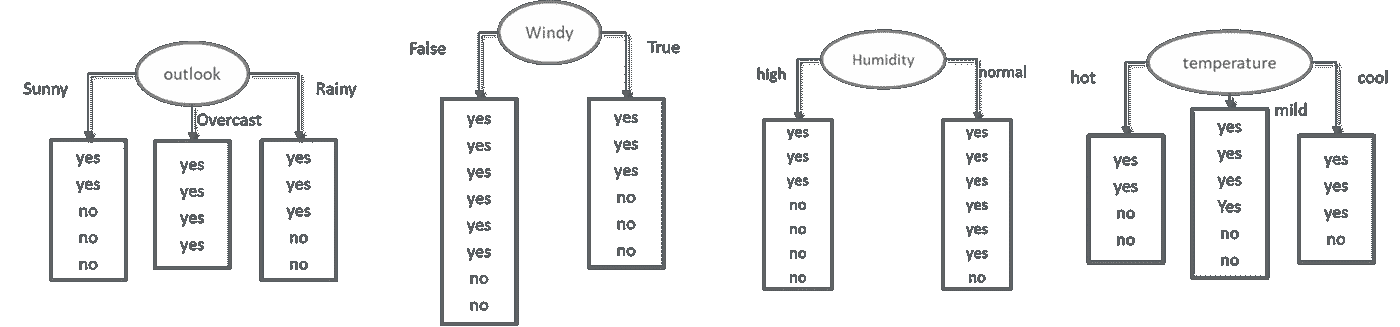 outlook
Sunny
Overcast
Rainy
yes
yes
no
no
no
yes
yes
yes
yes
yes
yes
yes
no
no
Windy
False
True
yes
yes
yes
yes
yes
yes
no
no
yes
yes
yes
no
no
no
Humidity
high
normal
yes
yes
yes
no
no
no
no
yes
yes
yes
yes
yes
yes
no
temperature
hot
mild
cool
yes
yes
no
no
yes
yes
yes
Yes
no
no
yes
yes
yes
no